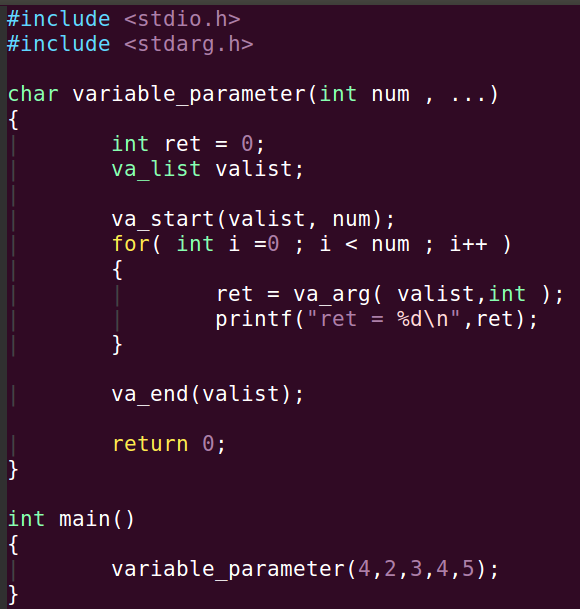 #include <stdio.h>
#include <stdarg.h>
char variable_parameter(int num , ...)
{
int ret = 0;
va_list valist;
va_start(valist, num);
for( int i =0 ; i < num ; i++ )
{
ret = va_arg( valist,int );
printf("ret = %d\n",ret);
}
va_end(valist);
return 0;
}
int main()
{
variable_parameter(4,2,3,4,5);
}